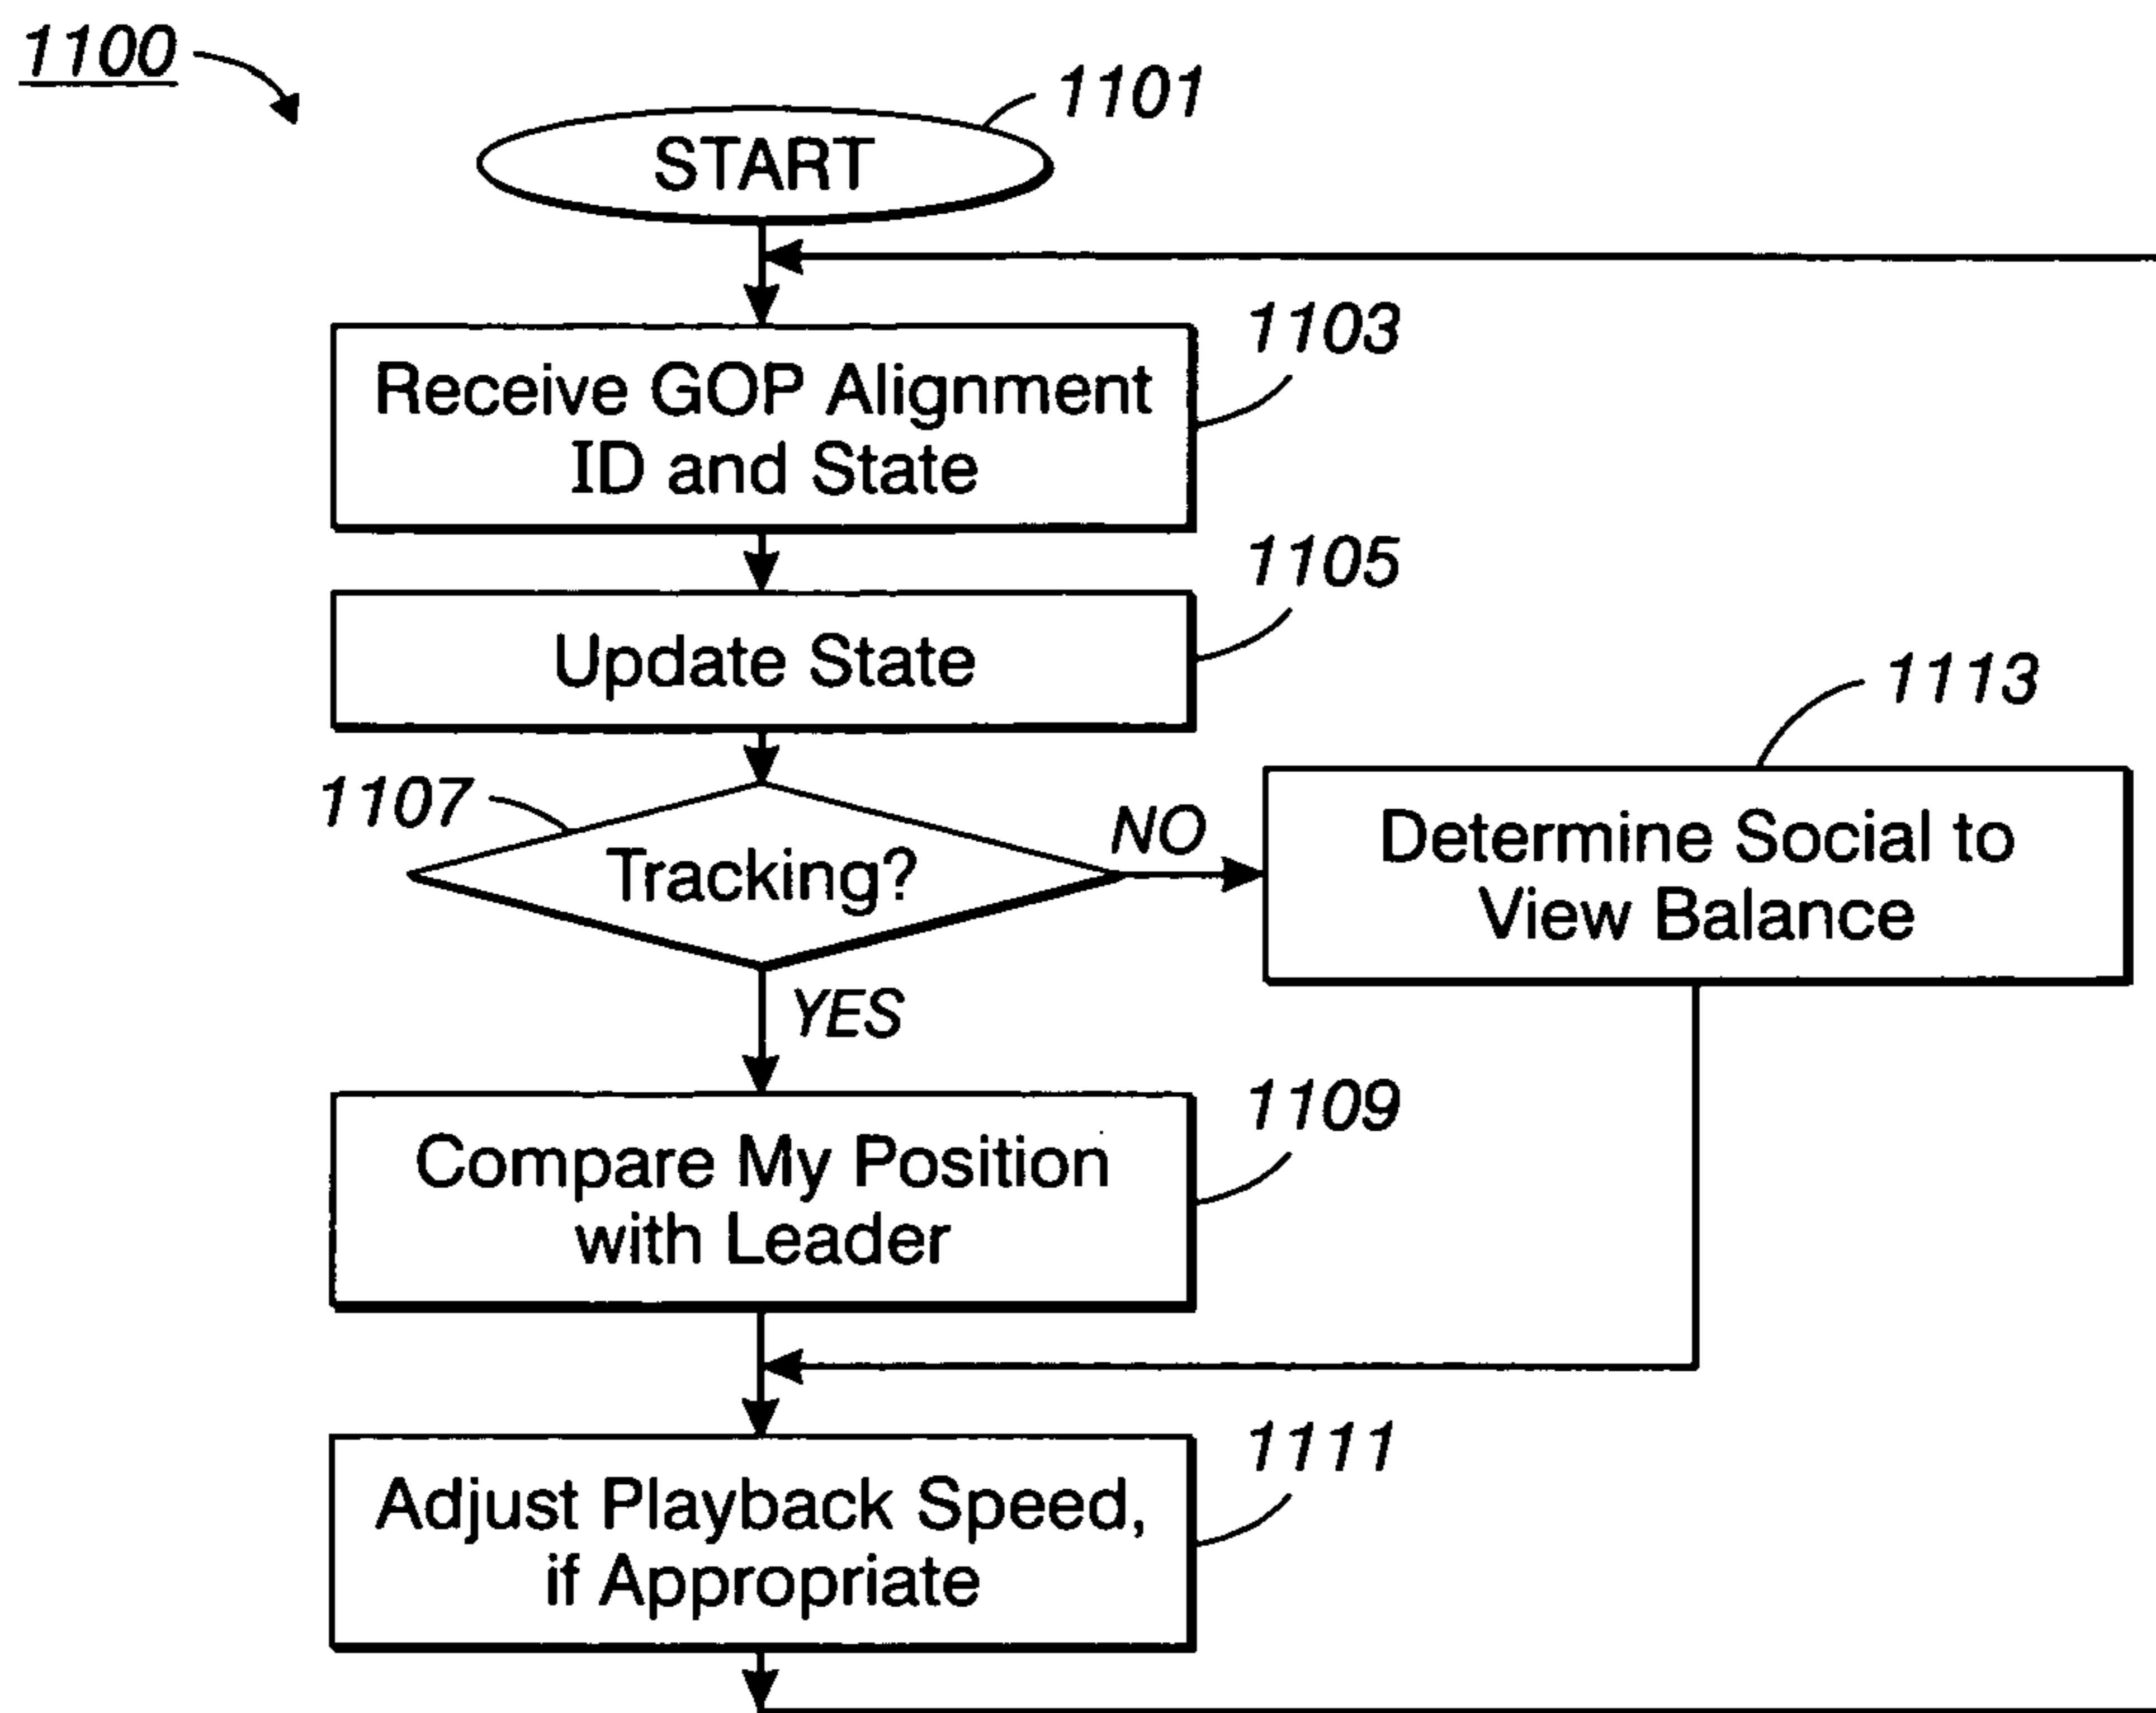 1100
1101
START
1103
Receive GOP Alignment
ID and State
1105
Update State
1113
1107
Tracking?
NO
Determine Social to
View Balance
YES
1109
Compare My Position
with Leader
1111
Adjust Playback Speed,
if Appropriate